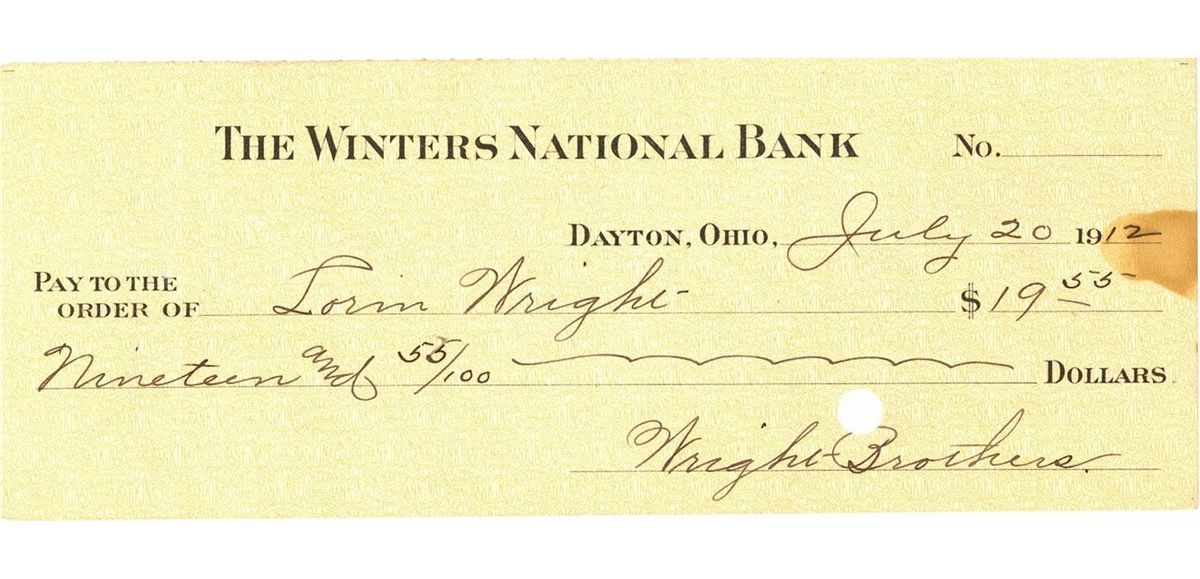 THE WINTERS NATIONAL BANK No.
DAYTON, OHIO, July 20 1912
PAY TO THE
ORDER OF Lorin Wright $19 55
Nineteen and 55/100 DOLLARS
Wright Brothers.